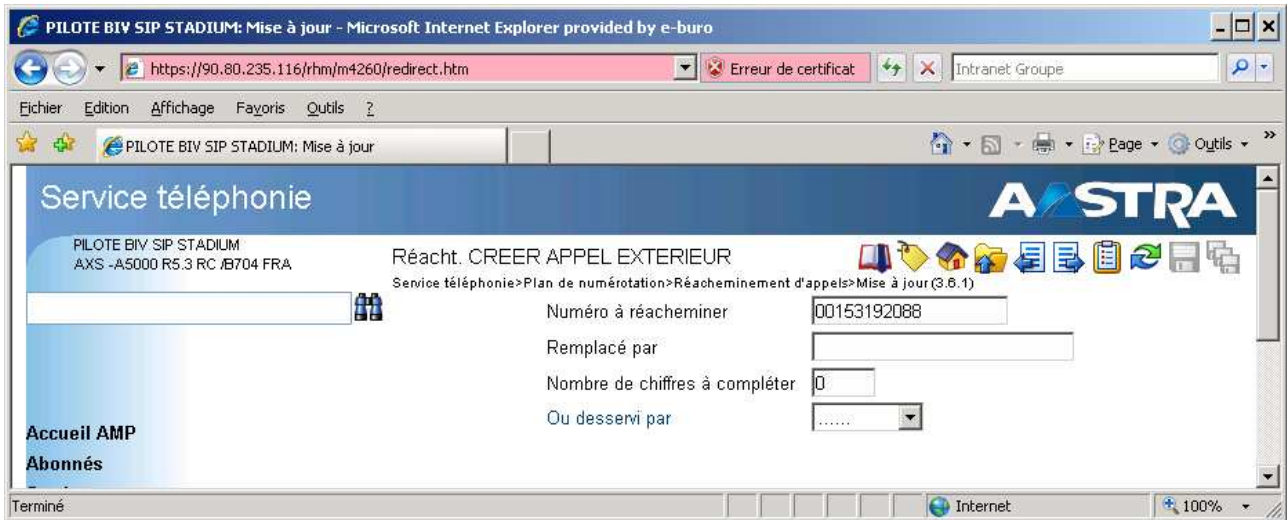 PILOTE BIV SIP STADIUM: Mise à jour - Microsoft Internet Explorer provided by e-buro
https://90.80.235.116/rhm/m4260/redirect.htm Erreur de certificat Intranet Groupe
Fichier Edition Affichage Favoris Outils ?
PILOTE BIV SIP STADIUM: Mise à jour Page Outils »
Service téléphonie AASTRA
PILOTE BIV SIP STADIUM
AXS -A5000 R5.3 RC /B704 FRA
Réacht. CREER APPEL EXTERIEUR
Service téléphonie>Plan de numérotation>Réacheminement d'appels>Mise à jour (3.6.1)
Numéro à réacheminer 00153192088
Remplacé par
Nombre de chiffres à compléter 0
Ou desservi par ......
Accueil AMP
Abonnés
Terminé Internet 100%